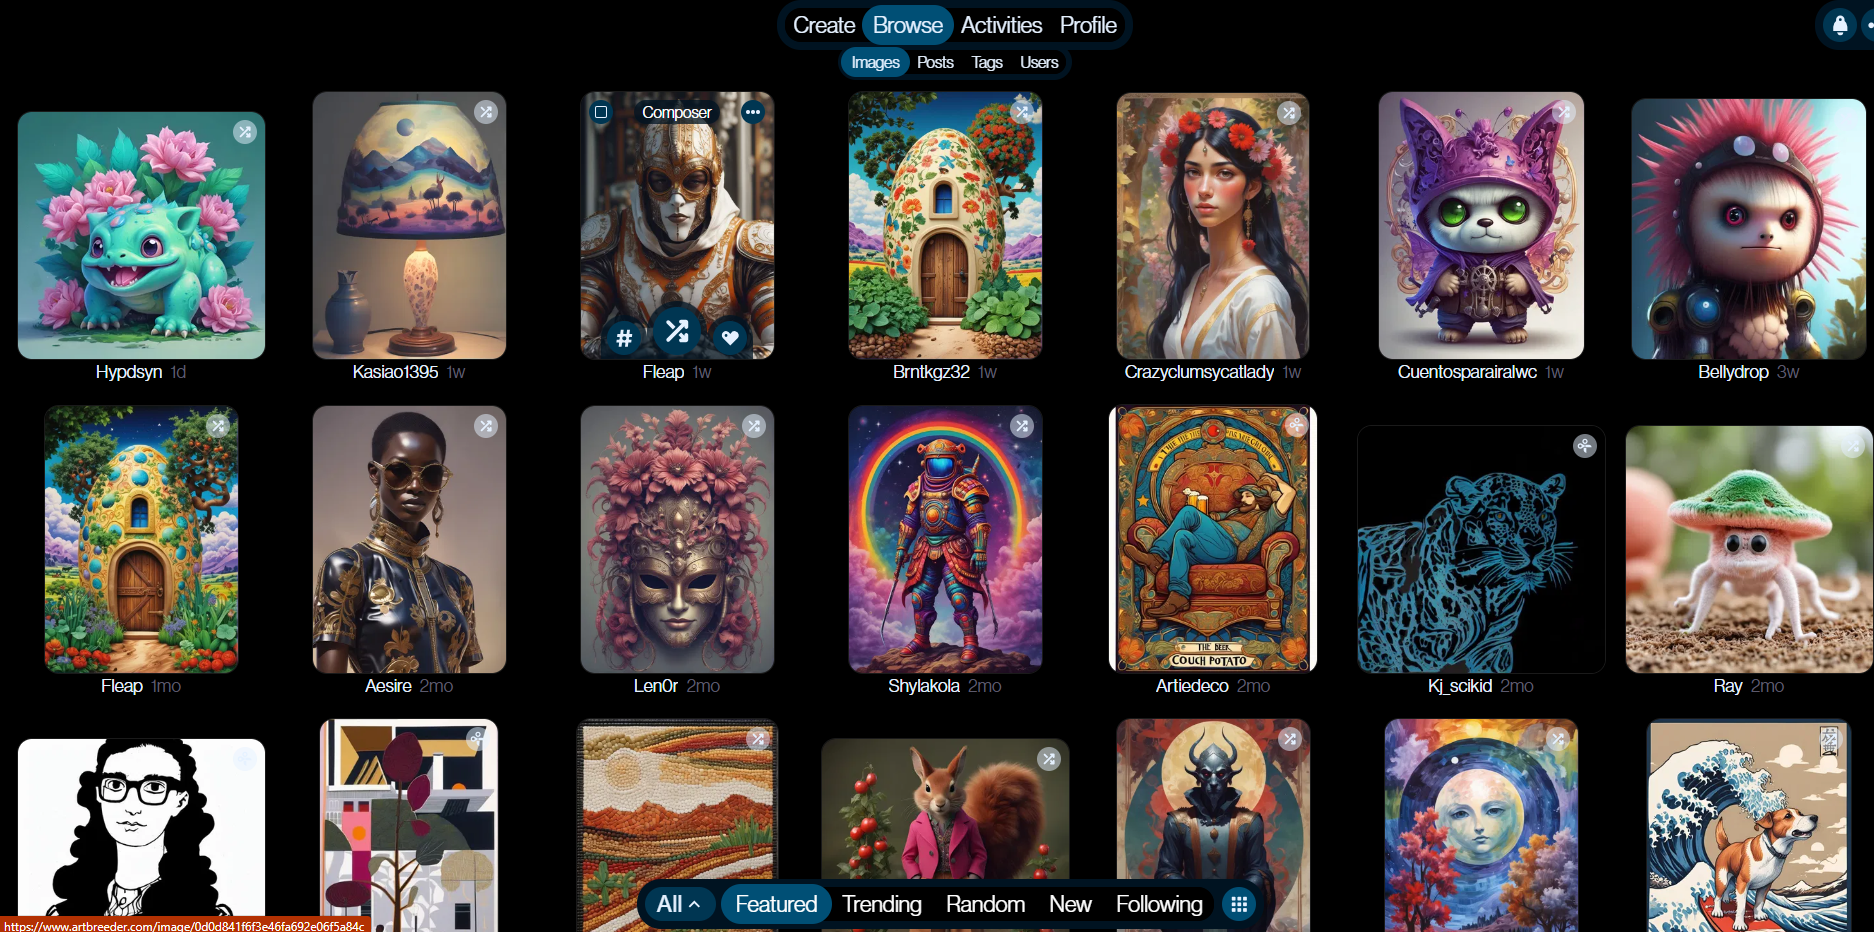 Create Browse Activities Profile
Images Posts Tags Users
Composer
Hypdsyn 1d
Kasiao1395 1w
Fleap 1w
Brntkgz32 1w
Crazyclumsycatlady 1w
Cuentosparairalwc 1w
Bellydrop 3w
THE BEER
COUCH POTATO
Fleap 1mo
Aesire 2mo
Len0r 2mo
Shylakola 2mo
Artiedeco 2mo
Kj_scikid 2mo
Ray 2mo
All Featured Trending Random New Following
https://www.artbreeder.com/image/0d0d841f6f3e46fa692e06f5a84c